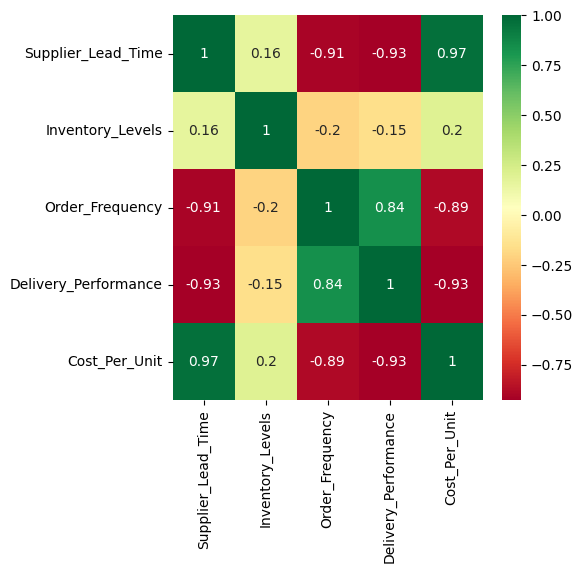 Supplier_Lead_Time 1 0.16 -0.91 -0.93 0.97
Inventory_Levels 0.16 1 -0.2 -0.15 0.2
Order_Frequency -0.91 -0.2 1 0.84 -0.89
Delivery_Performance -0.93 -0.15 0.84 1 -0.93
Cost_Per_Unit 0.97 0.2 -0.89 -0.93 1
Supplier_Lead_Time
Inventory_Levels
Order_Frequency
Delivery_Performance
Cost_Per_Unit
1.00
0.75
0.50
0.25
0.00
−0.25
−0.50
−0.75